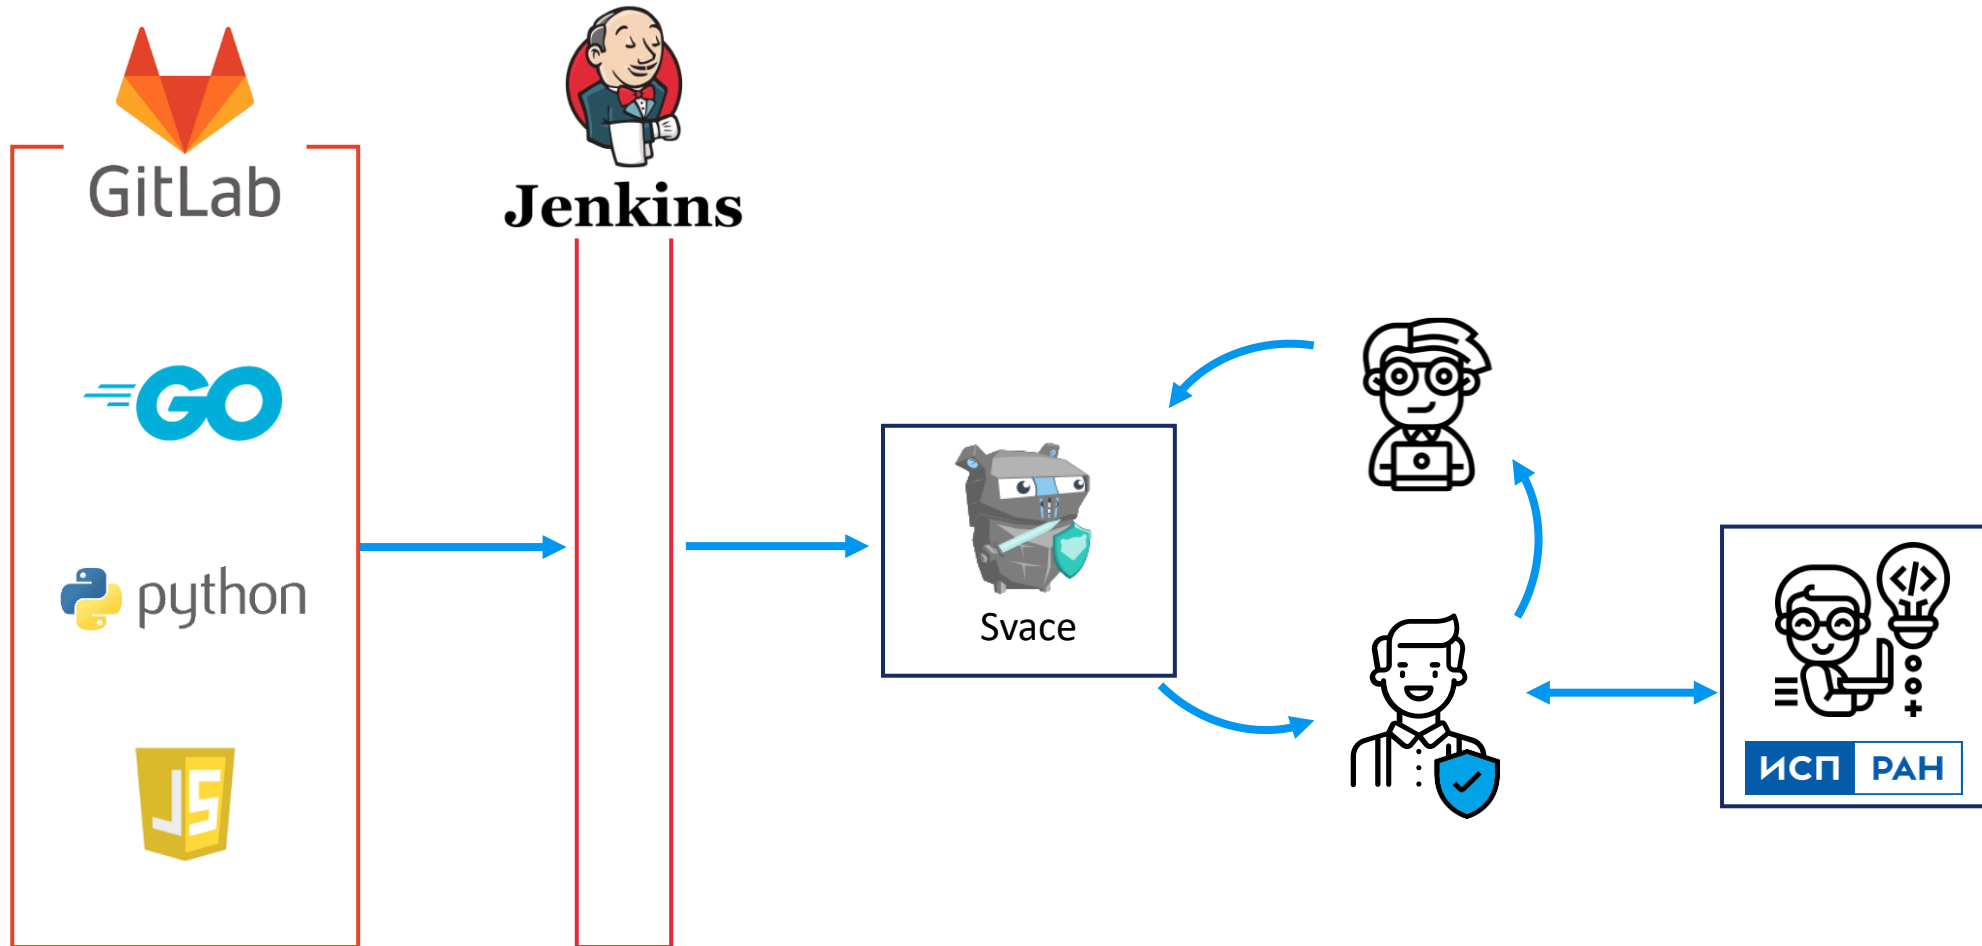 GitLab
Jenkins
GO
python
JS
Svace
ИСП РАН